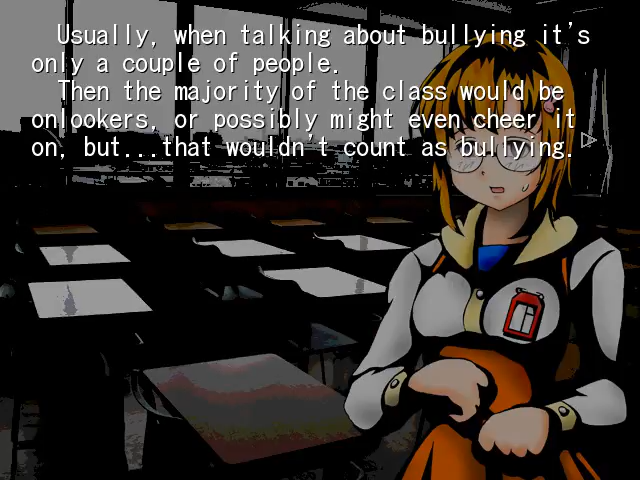 Usually, when talking about bullying it's
only a couple of people.
Then the majority of the class would be
onlookers, or possibly might even cheer it
on, but...that wouldn't count as bullying.